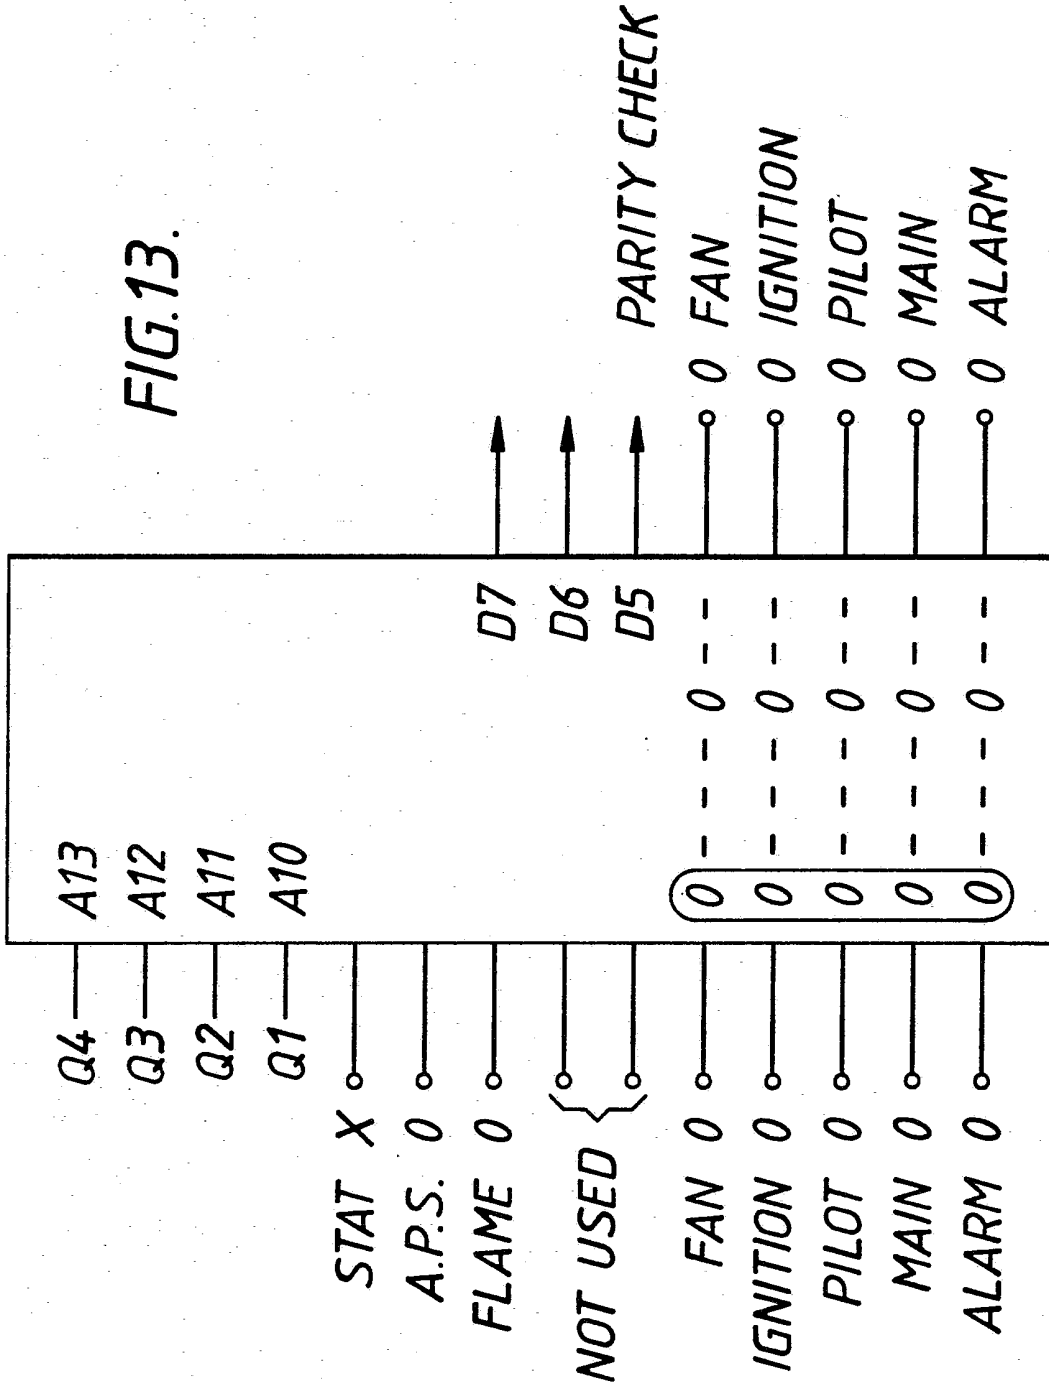 FIG.13.
Q4 A13
Q3 A12
Q2 A11
Q1 A10
STAT X
A.P.S. 0
FLAME 0 D7
NOT USED D6
D5
PARITY CHECK
FAN 0 0 0 0 FAN
IGNITION 0 0 0 0 IGNITION
PILOT 0 0 0 0 PILOT
MAIN 0 0 0 0 MAIN
ALARM 0 0 0 0 ALARM